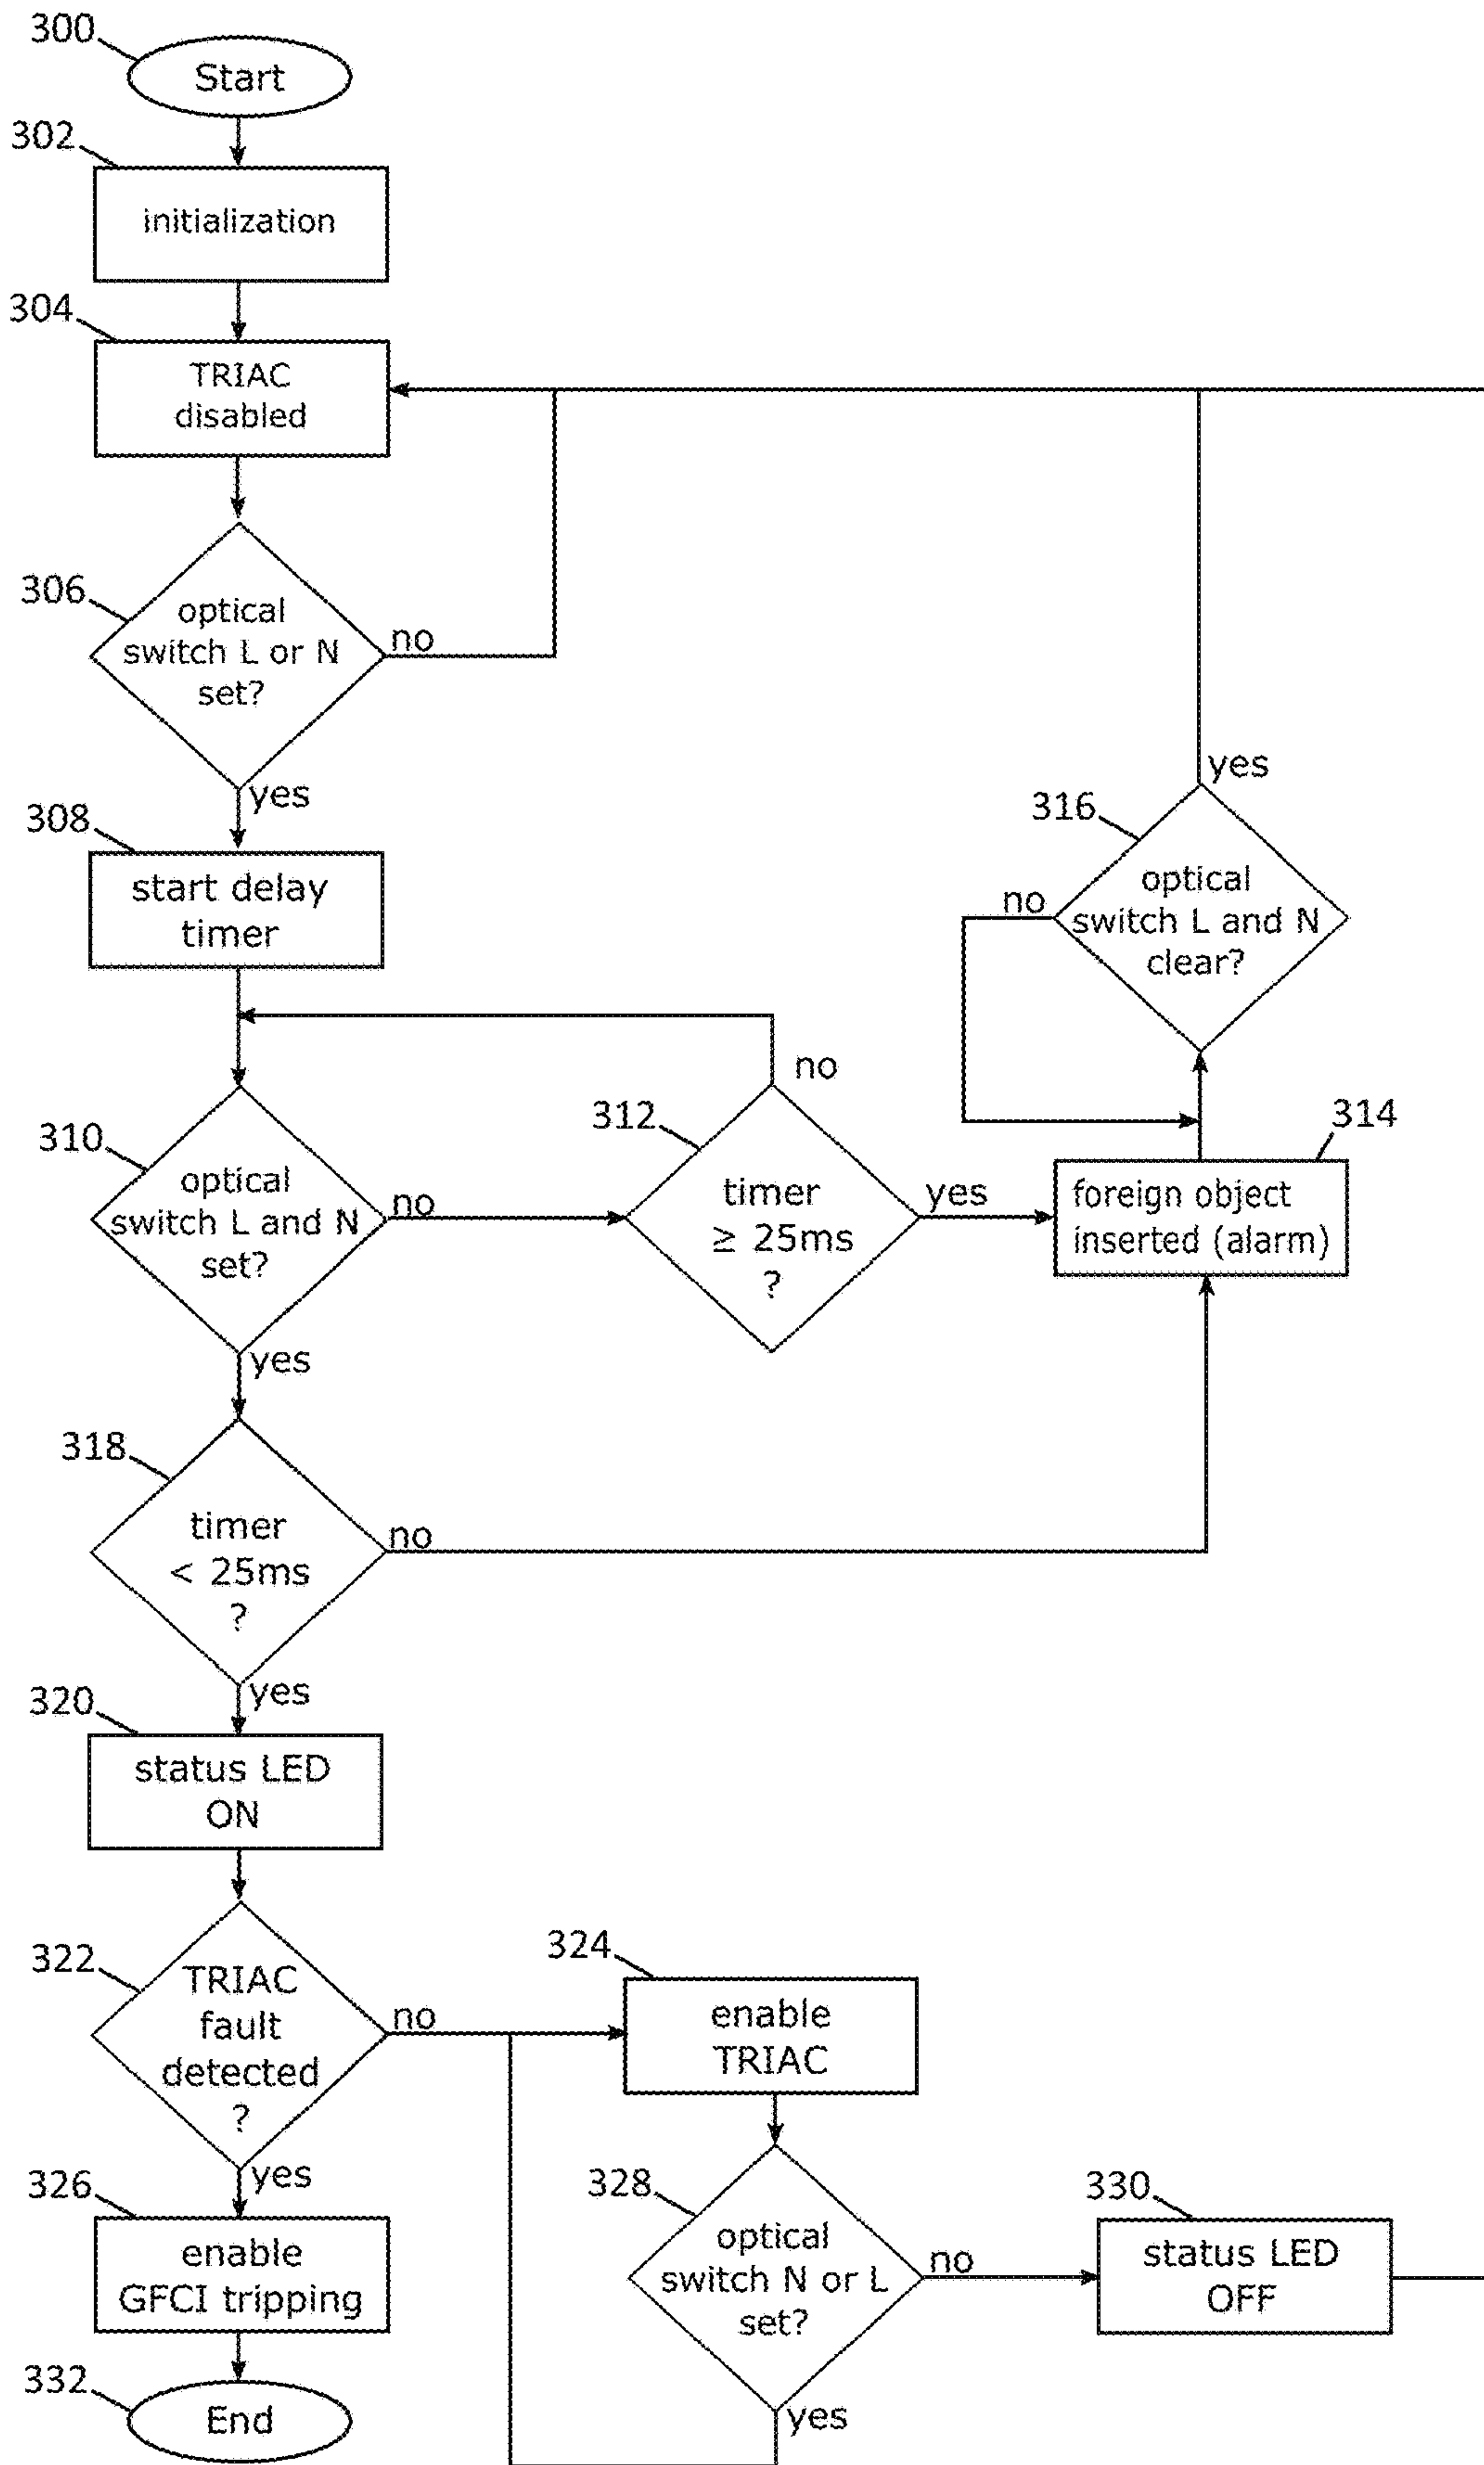 300
Start
302
initialization
304
TRIAC
disabled
306
optical
switch L or N
set?
no
yes
308
start delay
timer
310
optical
switch L and N
set?
no
yes
312
timer
≥ 25ms
?
no
yes
314
foreign object
inserted (alarm)
316
optical
switch L and N
clear?
no
yes
318
timer
< 25ms
?
no
yes
320
status LED
ON
322
TRIAC
fault
detected
?
no
yes
324
enable
TRIAC
326
enable
GFCI tripping
328
optical
switch N or L
set?
no
yes
330
status LED
OFF
332
End